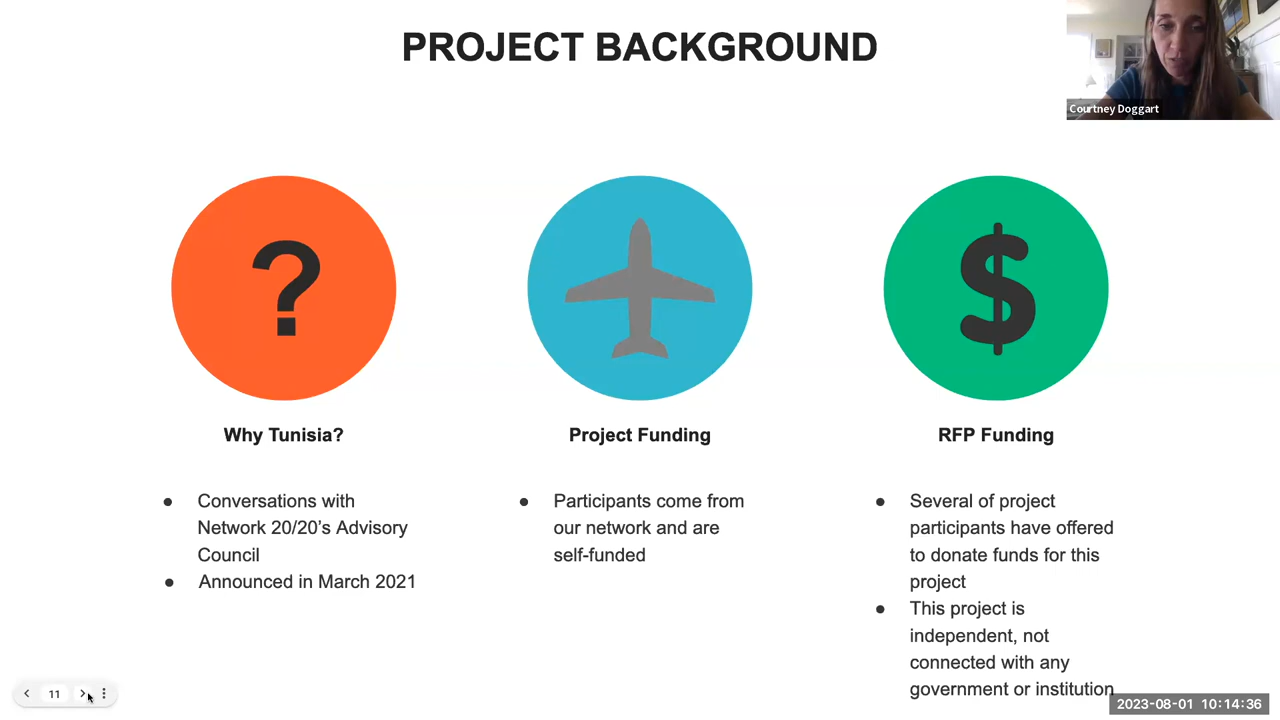 PROJECT BACKGROUND
Courtney Doggart
?
$
Why Tunisia?
● Conversations with
Network 20/20’s Advisory
Council
● Announced in March 2021
Project Funding
● Participants come from
our network and are
self-funded
RFP Funding
● Several of project
participants have offered
to donate funds for this
project
● This project is
independent, not
connected with any
government or institution
11
2023-08-01 10:14:36